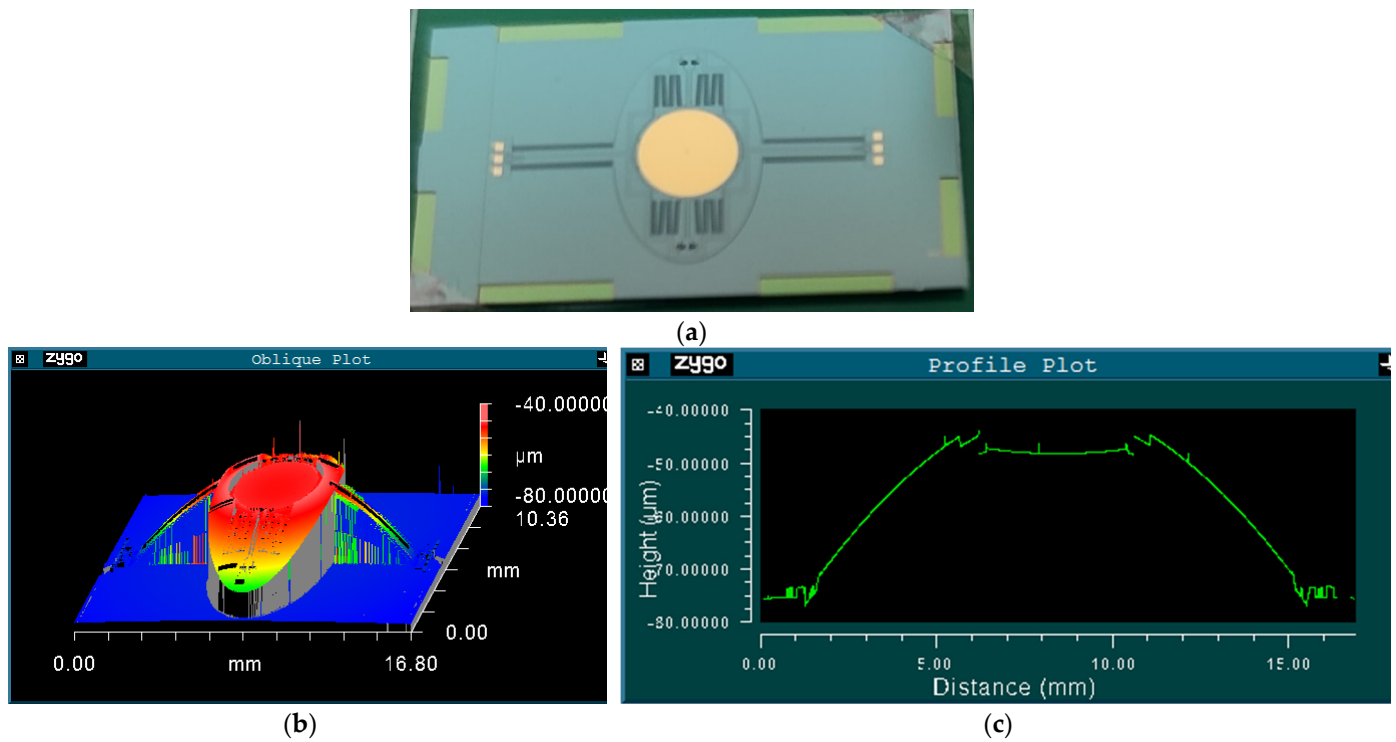 (a)
zygo Oblique Plot
-40.00000
µm
-80.00000
10.36
mm
0.00
0.00 mm 16.80
(b)
zygo Profile Plot
-40.00000
-50.00000
-60.00000
-70.00000
-80.00000
Height (µm)
0.00 5.00 10.00 15.00
Distance (mm)
(c)